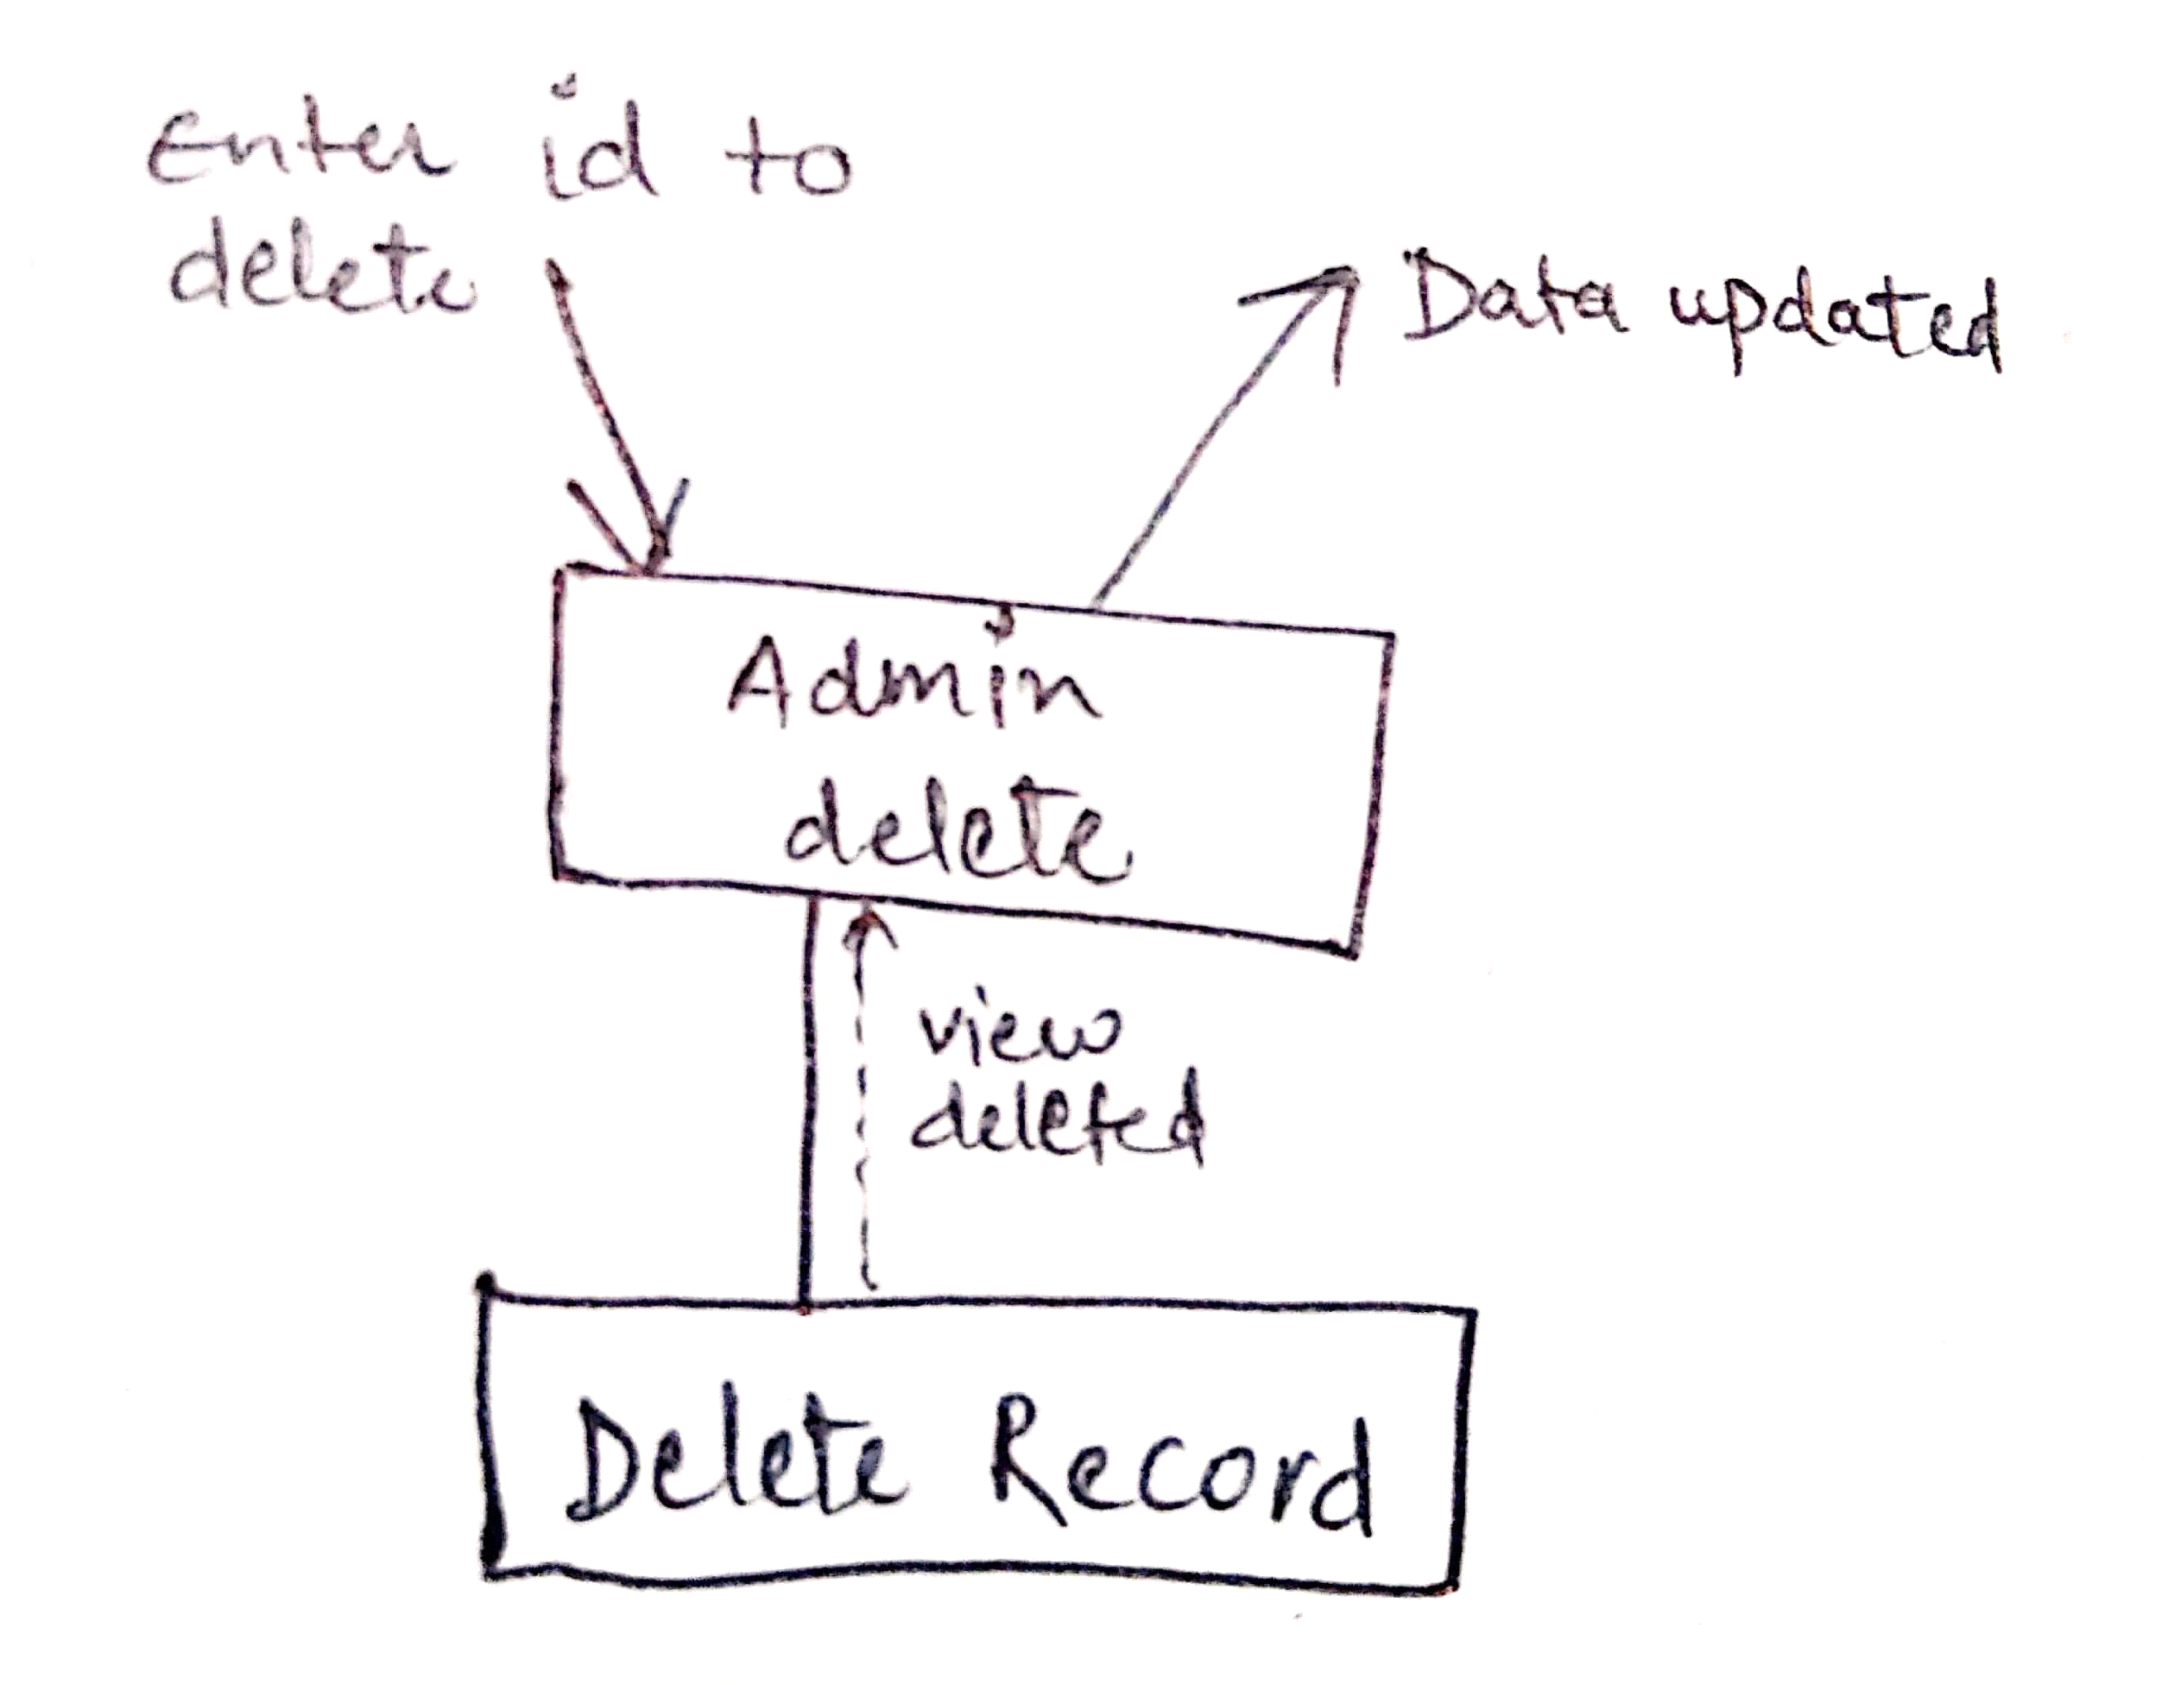 Enter id to
delete
Data updated
Admin
delete
view
deleted
Delete Record